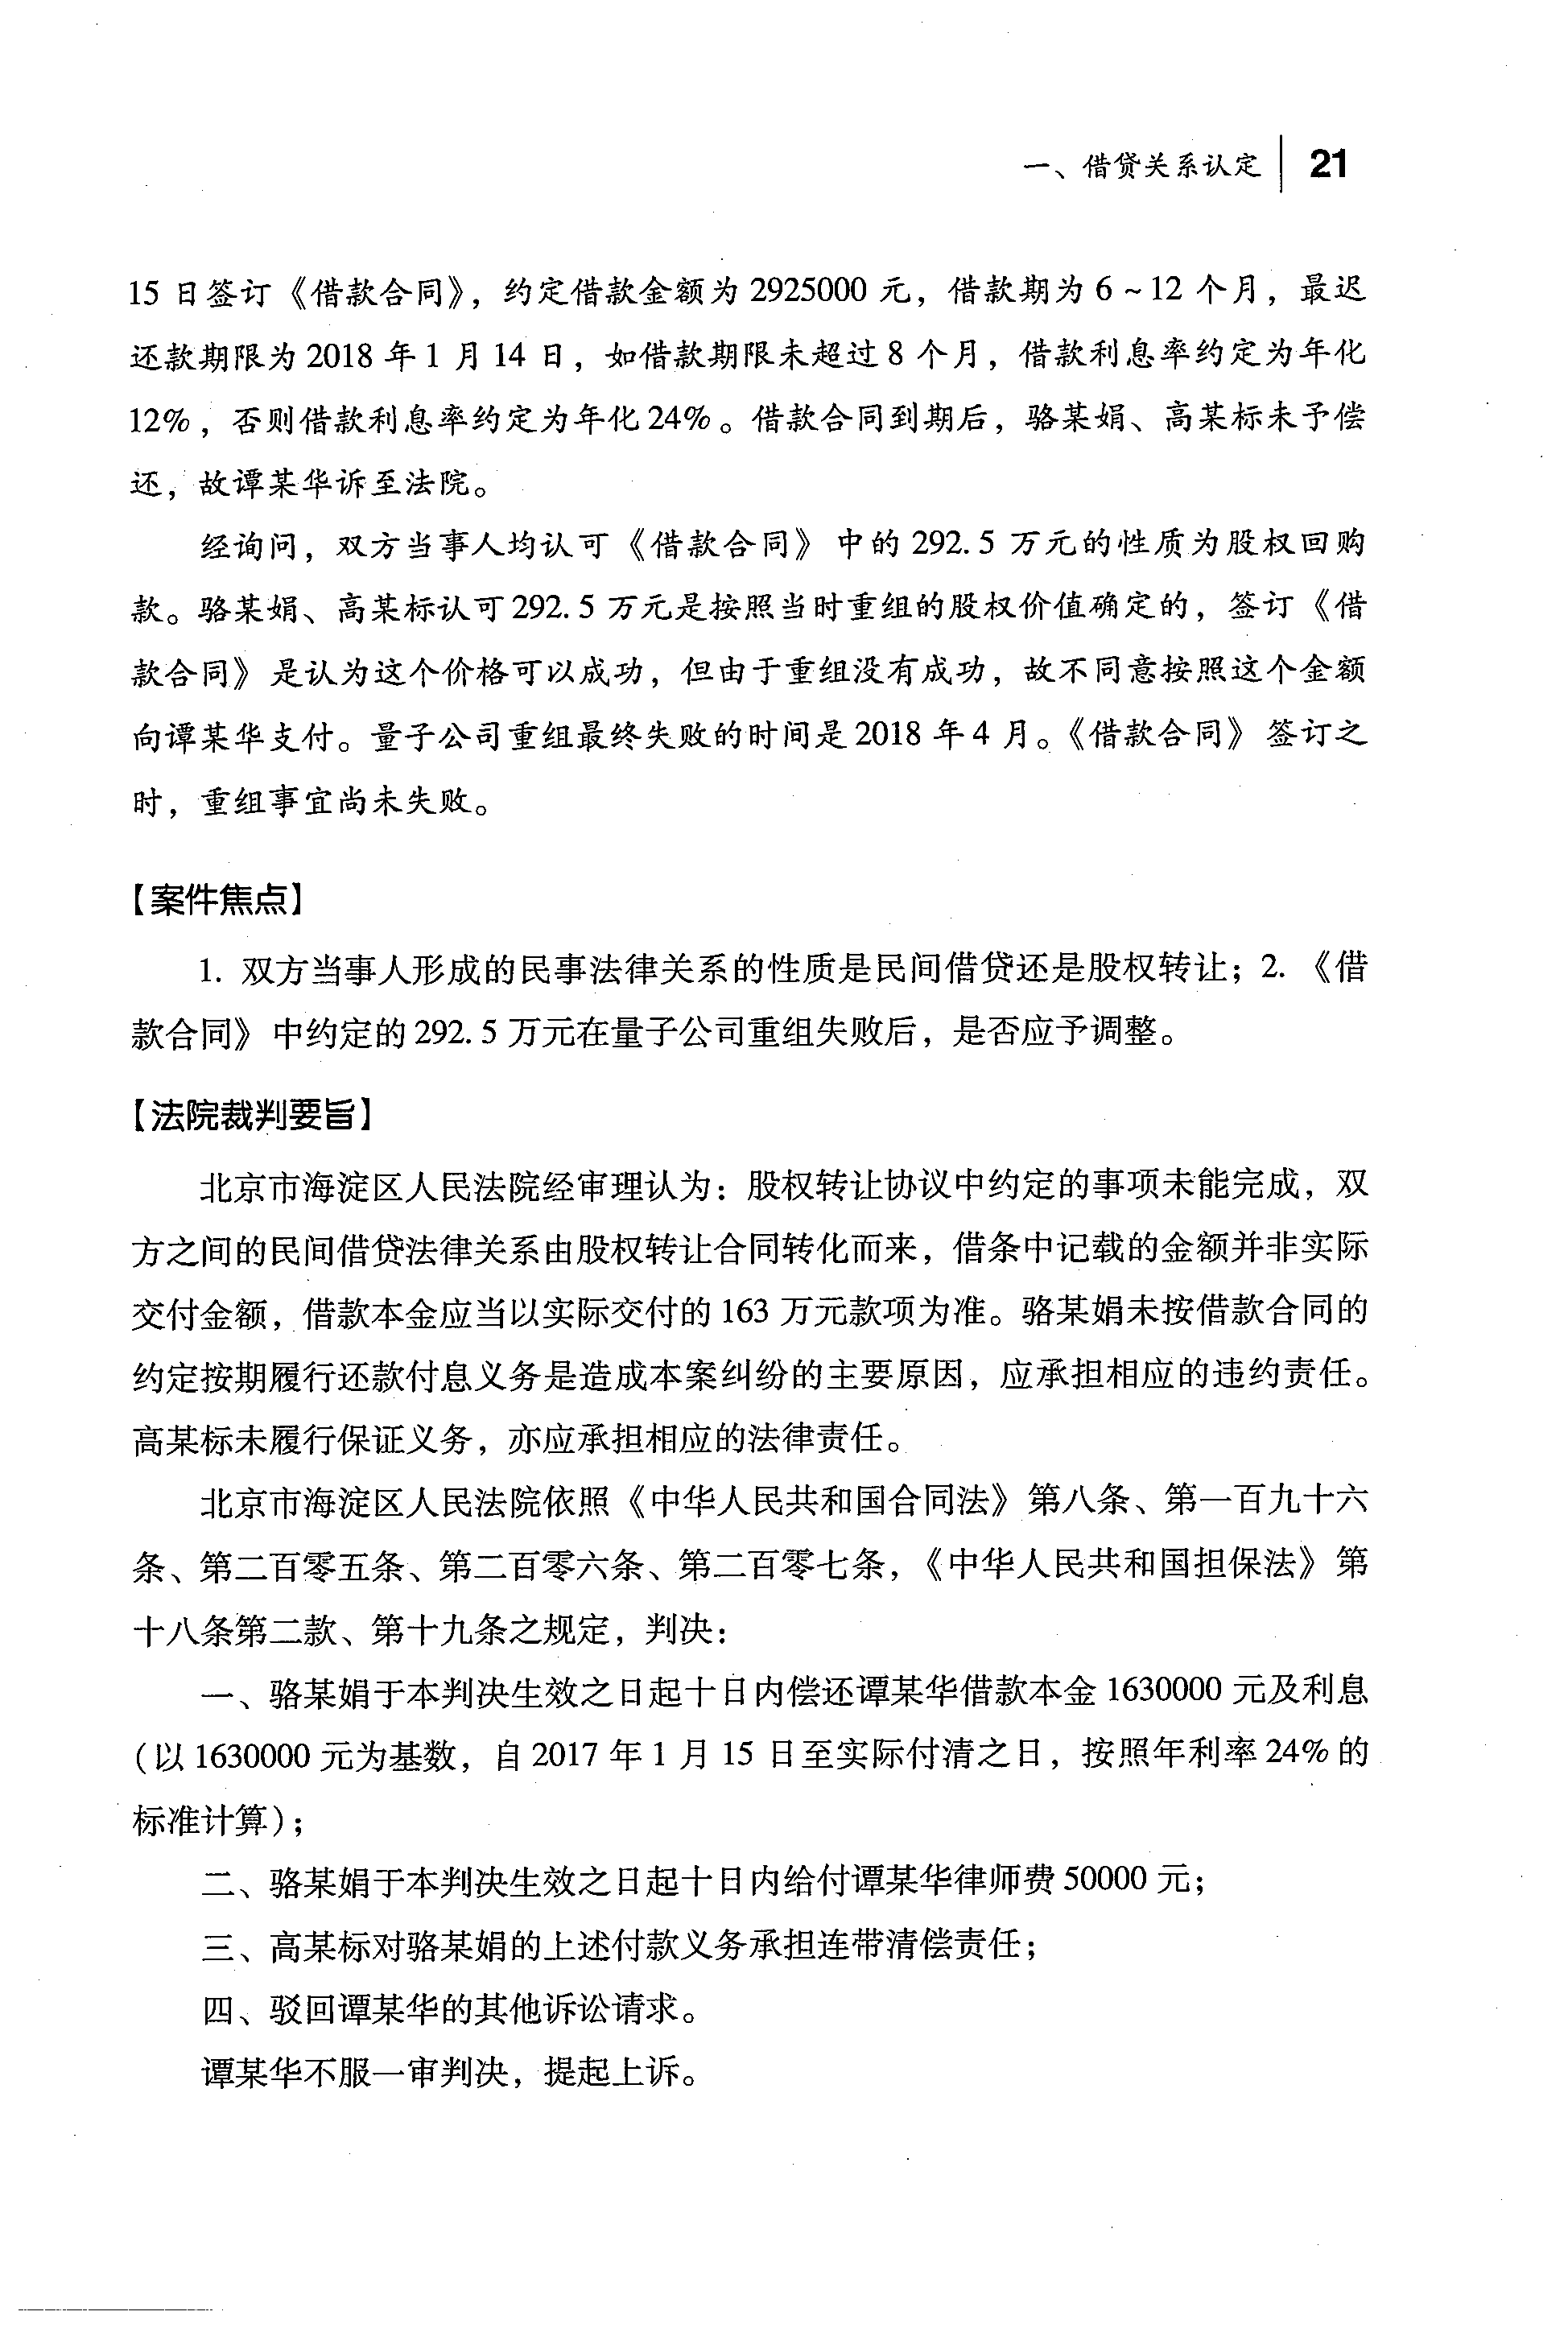 一、借贷关系认定 21
15日签订《借款合同》，约定借款金额为2925000元，借款期为6~12个月，最迟
还款期限为2018年1月14日，如借款期限未超过8个月，借款利息率约定为年化
12%，否则借款利息率约定为年化24%。借款合同到期后，骆某娟、高某标未予偿
还，故谭某华诉至法院。
经询问，双方当事人均认可《借款合同》中的292.5万元的性质为股权回购
款。骆某娟、高某标认可292.5万元是按照当时重组的股权价值确定的，签订《借
款合同》是认为这个价格可以成功，但由于重组没有成功，故不同意按照这个金额
向谭某华支付。量子公司重组最终失败的时间是2018年4月。《借款合同》签订之
时，重组事宜尚未失败。
【案件焦点】
1. 双方当事人形成的民事法律关系的性质是民间借贷还是股权转让；2. 《借
款合同》中约定的292.5万元在量子公司重组失败后，是否应予调整。
【法院裁判要旨】
北京市海淀区人民法院经审理认为：股权转让协议中约定的事项未能完成，双
方之间的民间借贷法律关系由股权转让合同转化而来，借条中记载的金额并非实际
交付金额，借款本金应当以实际交付的163万元款项为准。骆某娟未按借款合同的
约定按期履行还款付息义务是造成本案纠纷的主要原因，应承担相应的违约责任。
高某标未履行保证义务，亦应承担相应的法律责任。
北京市海淀区人民法院依照《中华人民共和国合同法》第八条、第一百九十六
条、第二百零五条、第二百零六条、第二百零七条，《中华人民共和国担保法》第
十八条第二款、第十九条之规定，判决：
一、骆某娟于本判决生效之日起十日内偿还谭某华借款本金1630000元及利息
（以1630000元为基数，自2017年1月15日至实际付清之日，按照年利率24%的
标准计算）；
二、骆某娟于本判决生效之日起十日内给付谭某华律师费50000元；
三、高某标对骆某娟的上述付款义务承担连带清偿责任；
四、驳回谭某华的其他诉讼请求。
谭某华不服一审判决，提起上诉。